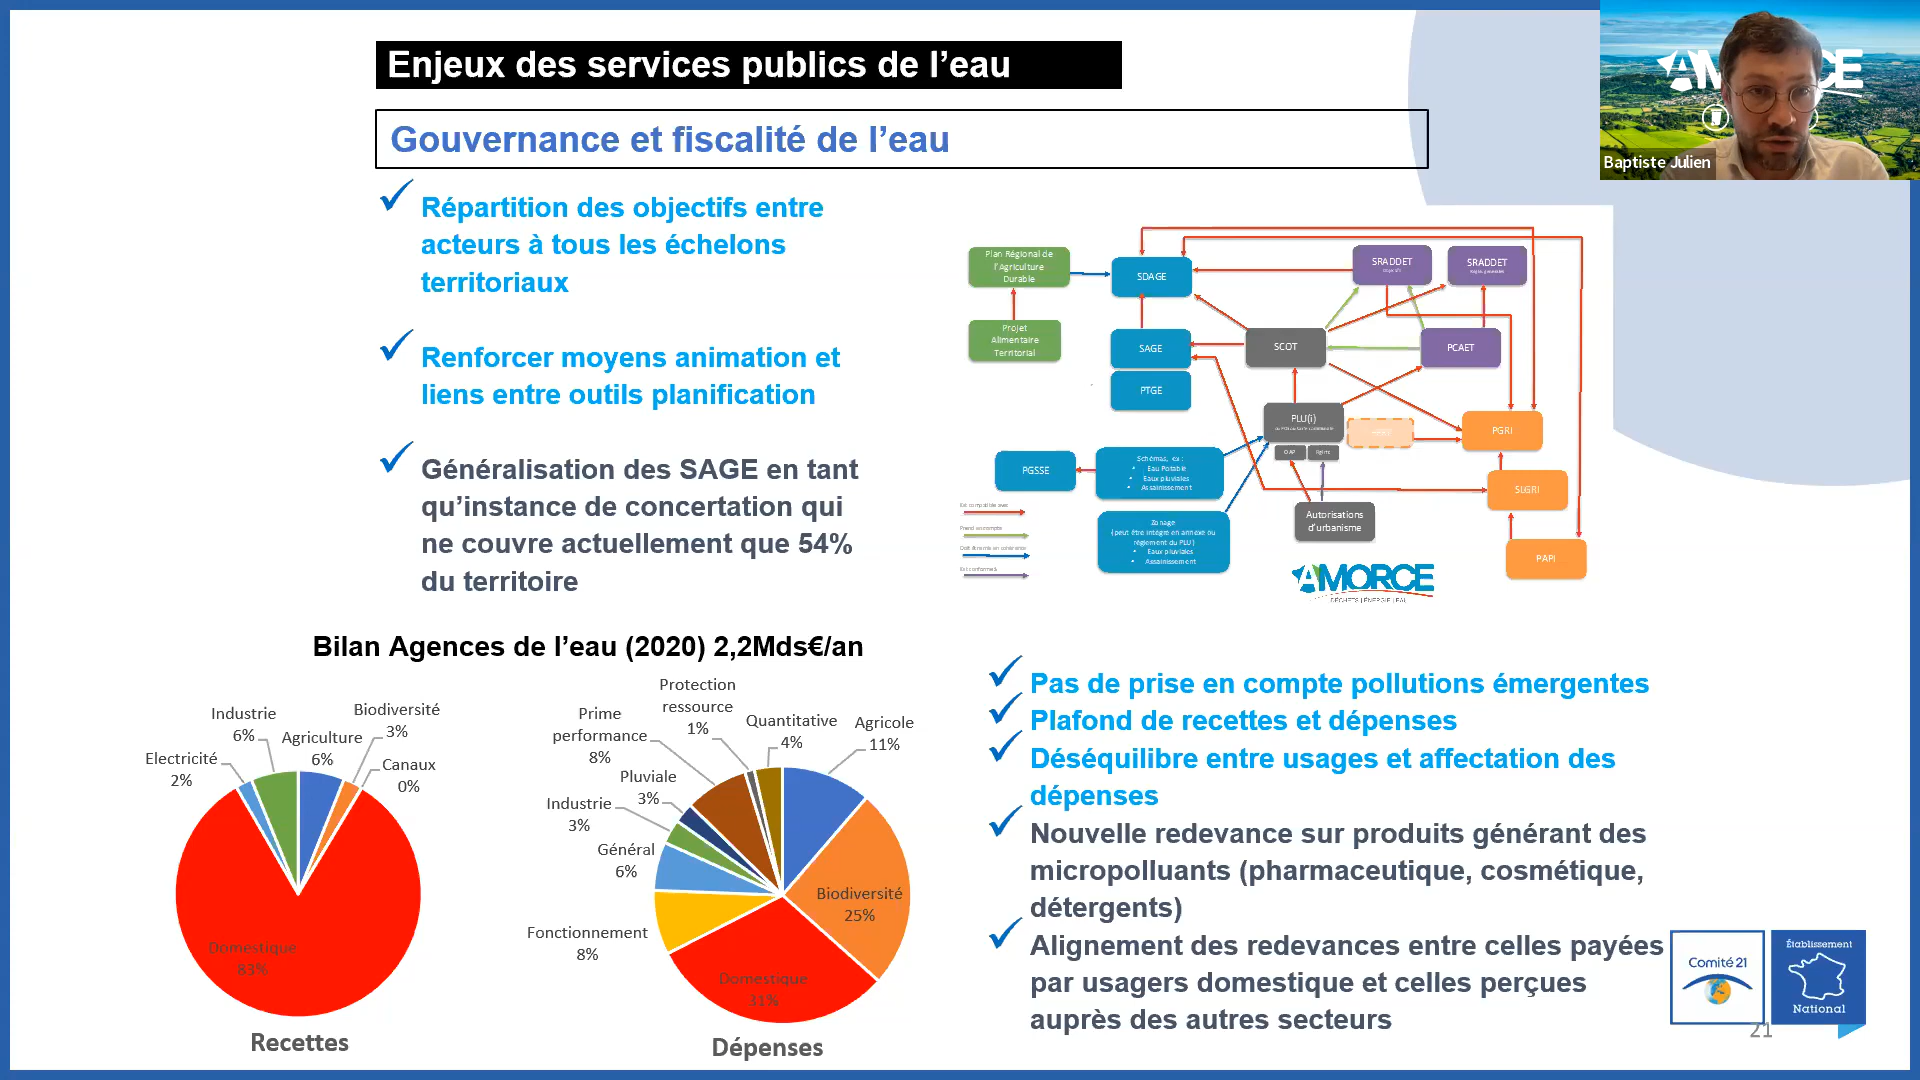 Enjeux des services publics de l’eau
AMORCE
Baptiste Julien
Gouvernance et fiscalité de l’eau
Répartition des objectifs entre
acteurs à tous les échelons
territoriaux
Renforcer moyens animation et
liens entre outils planification
Généralisation des SAGE en tant
qu’instance de concertation qui
ne couvre actuellement que 54%
du territoire
Plan Régional de
l’Agriculture
Durable
SDAGE
SRADDET
SRADDET
Projet
Alimentaire
Territorial
SAGE
SCOT
PCAET
PTGE
PLU(i)
PGRI
OAP
PGSSE
Schémas, ex :
Eau Potable
Eaux pluviales
Assainissement
SLGRI
Autorisations
d’urbanisme
Zonage
(peut être intégré en annexe ou
règlement du PLU)
Eaux pluviales
Assainissement
PAPI
Est compatible avec
Prend en compte
AMORCE
DÉCHETS | ÉNERGIE | EAU
Bilan Agences de l’eau (2020) 2,2Mds€/an
Electricité
2%
Industrie
6%
Agriculture
6%
Biodiversité
3%
Canaux
0%
Domestique
83%
Recettes
Protection
ressource
1%
Prime
performance
8%
Quantitative
4%
Agricole
11%
Pluviale
3%
Industrie
3%
Général
6%
Biodiversité
25%
Fonctionnement
8%
Domestique
31%
Dépenses
Pas de prise en compte pollutions émergentes
Plafond de recettes et dépenses
Déséquilibre entre usages et affectation des
dépenses
Nouvelle redevance sur produits générant des
micropolluants (pharmaceutique, cosmétique,
détergents)
Alignement des redevances entre celles payées
par usagers domestique et celles perçues
auprès des autres secteurs
Comité 21
Établissement
National
21